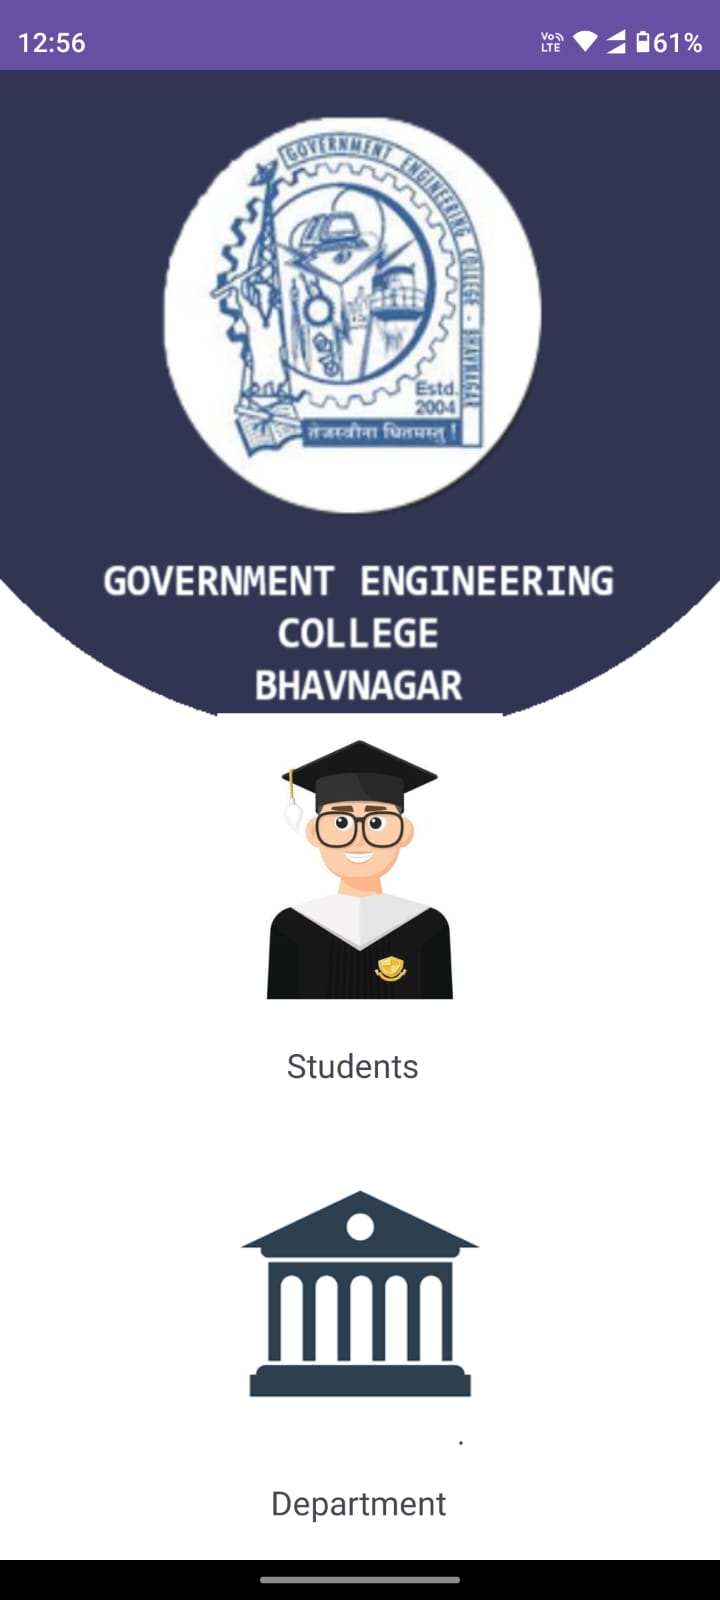 12:56
Vo))
LTE
61%
GOVERNMENT ENGINEERING COLLEGE - BHAVNAGAR
Estd.
2004
तेजस्वीना धितमस्तु !
GOVERNMENT ENGINEERING
COLLEGE
BHAVNAGAR
Students
.
Department